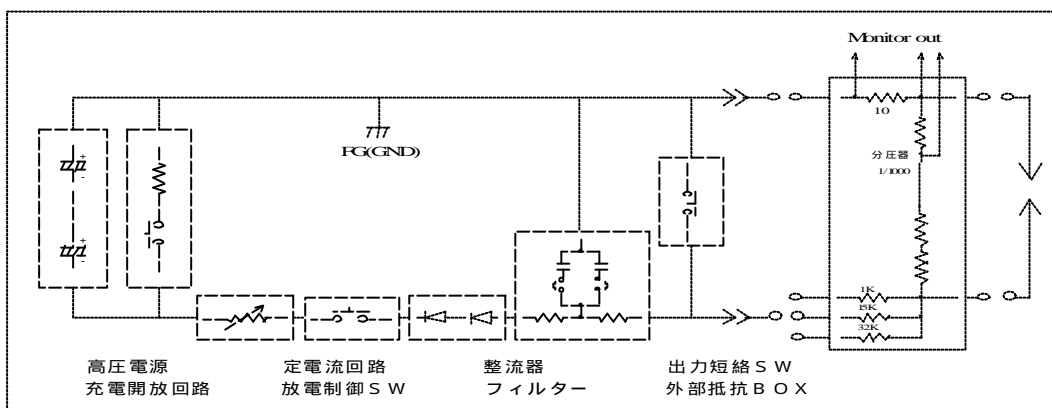 Monitor out
10
FG(GND)
分圧器
1/1000
+
-
+
-
1K
15K
32K
高圧電源 定電流回路 整流器 出力短絡SW
充電開放回路 放電制御SW フィルター 外部抵抗BOX